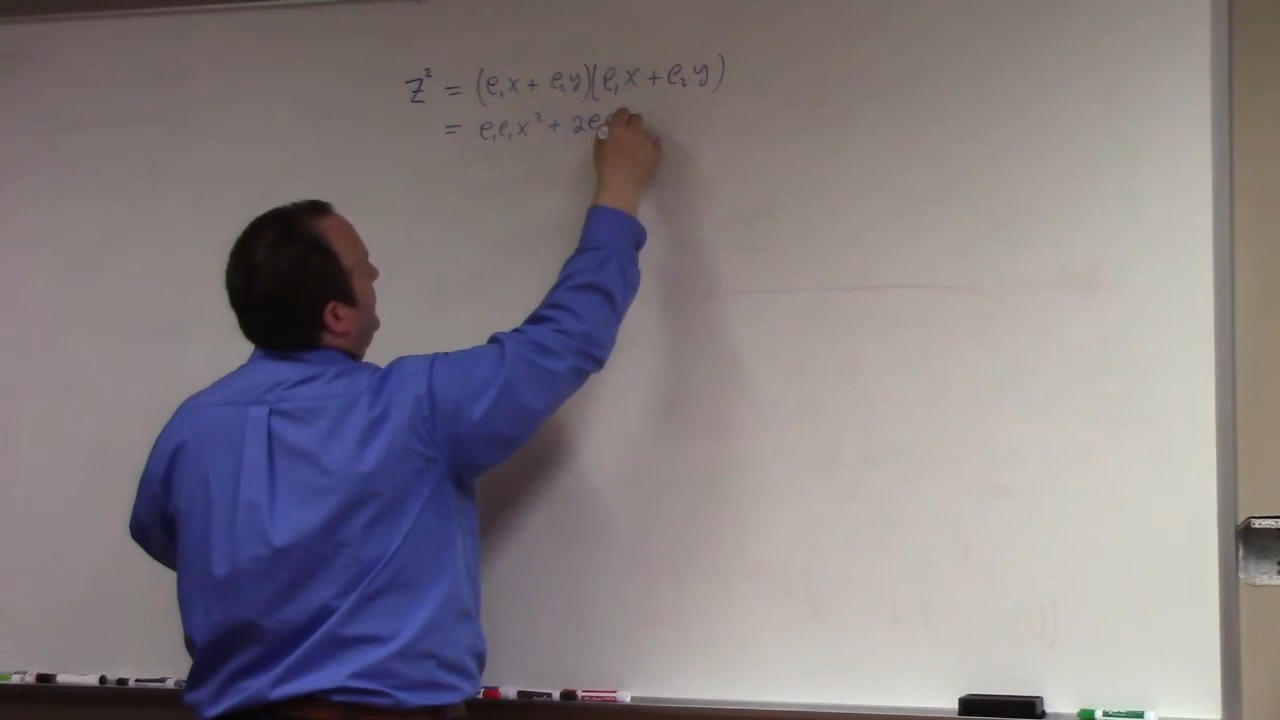 z² = (e₁x + e₂y)(e₁x + e₂y)
= e₁e₁x² + 2e